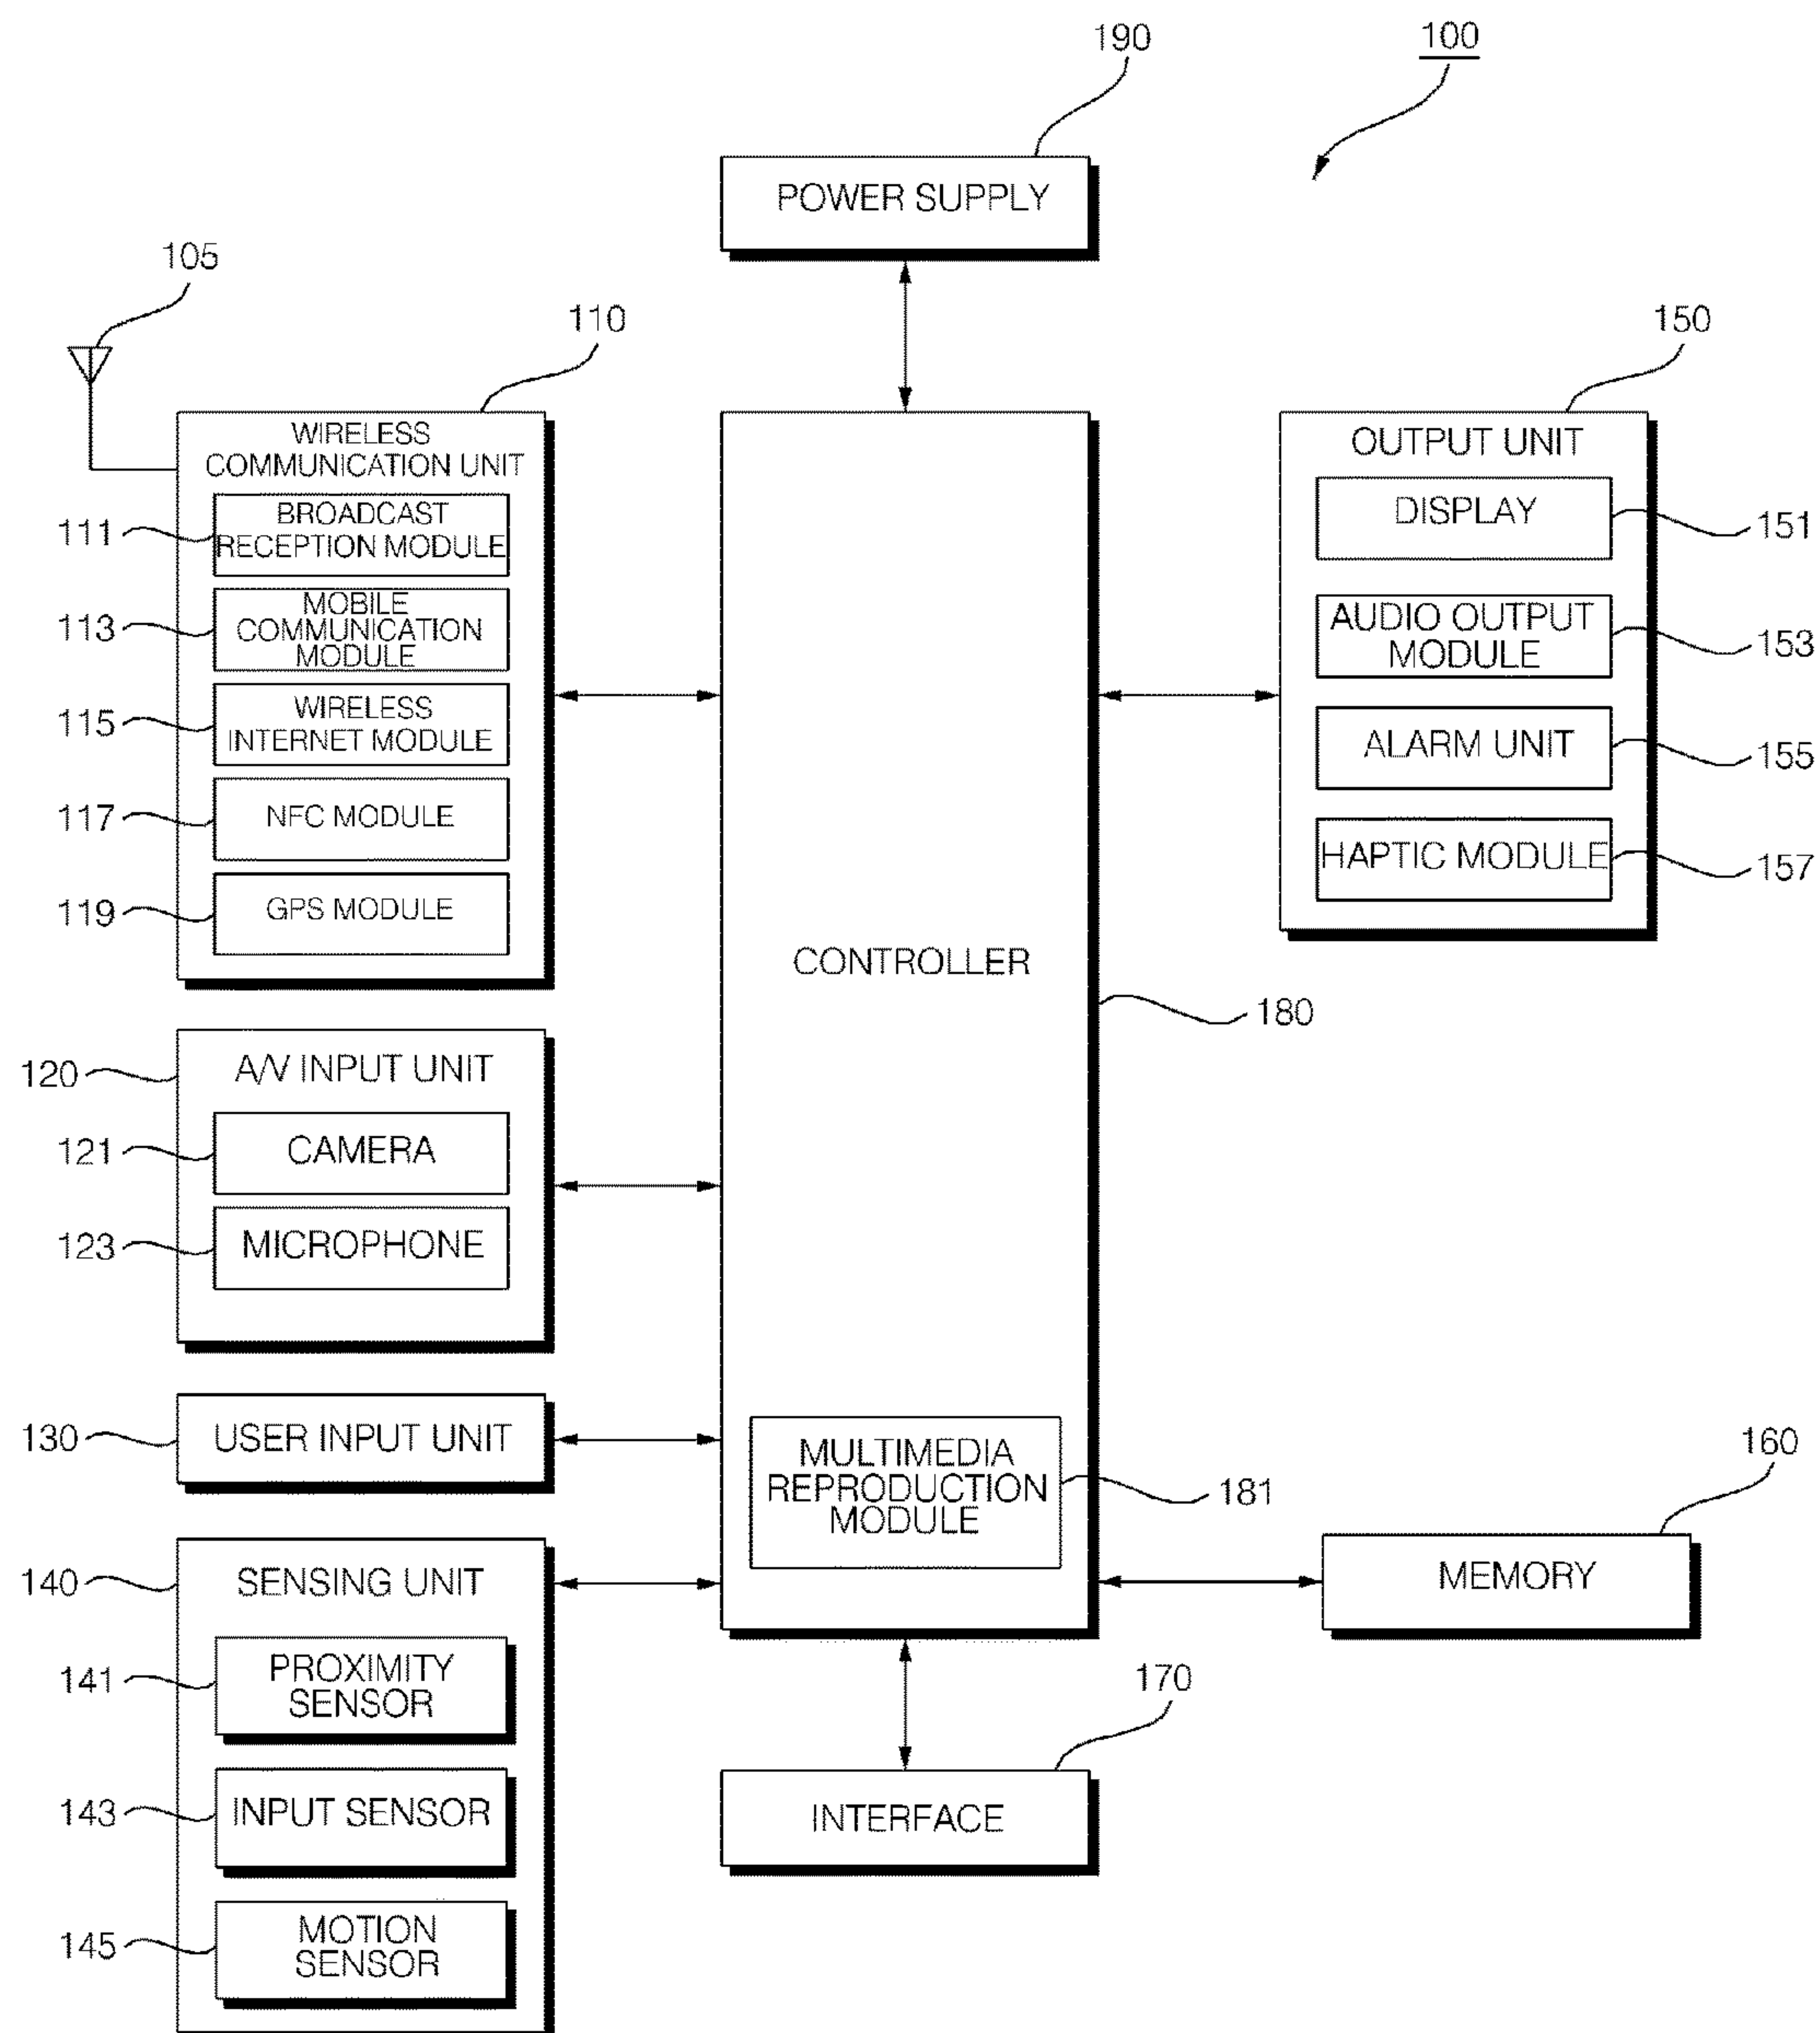 190
100
POWER SUPPLY
105
110
150
WIRELESS
COMMUNICATION UNIT
111
BROADCAST
RECEPTION MODULE
113
MOBILE
COMMUNICATION
MODULE
115
WIRELESS
INTERNET MODULE
117
NFC MODULE
119
GPS MODULE
OUTPUT UNIT
DISPLAY
151
AUDIO OUTPUT
MODULE
153
ALARM UNIT
155
HAPTIC MODULE
157
CONTROLLER
180
120
A/V INPUT UNIT
121
CAMERA
123
MICROPHONE
130
USER INPUT UNIT
MULTIMEDIA
REPRODUCTION
MODULE
181
160
MEMORY
140
SENSING UNIT
141
PROXIMITY
SENSOR
143
INPUT SENSOR
145
MOTION
SENSOR
170
INTERFACE